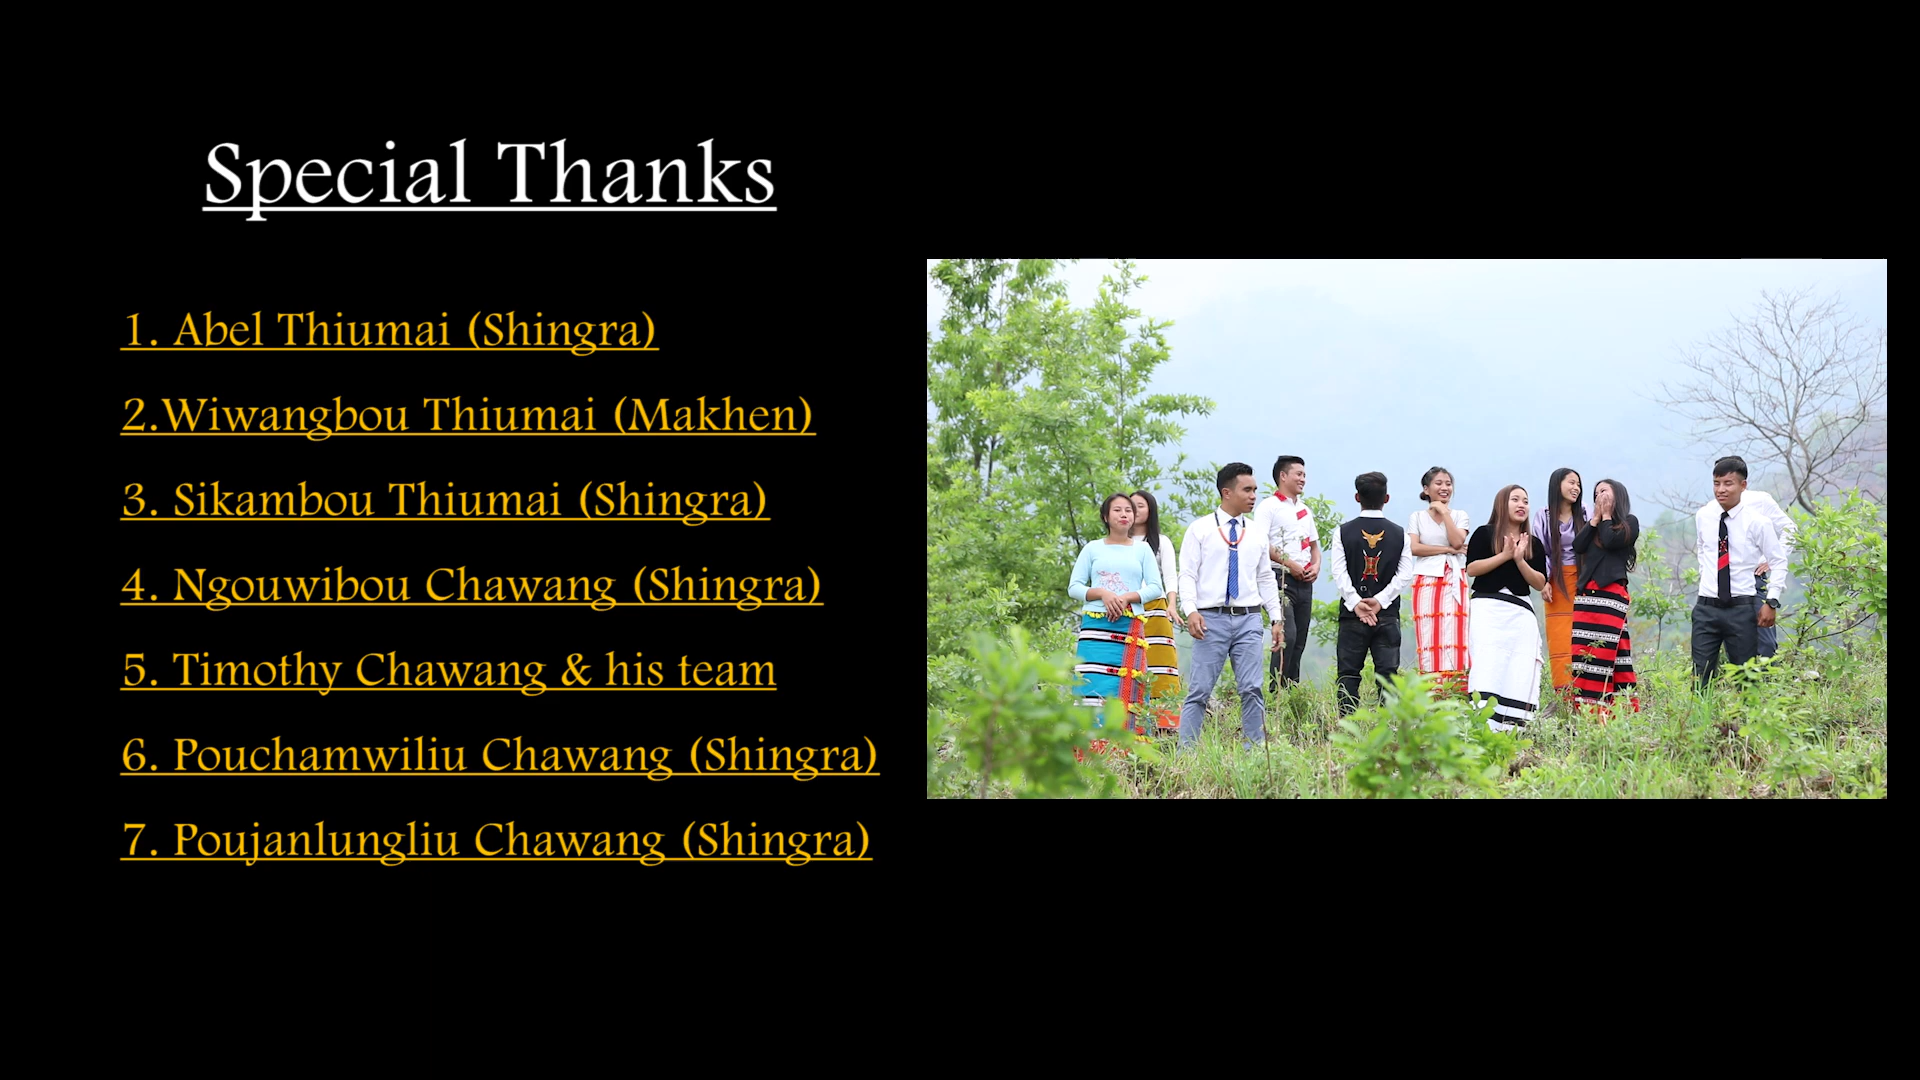 Special Thanks
1. Abel Thiumai (Shingra)
2.Wiwangbou Thiumai (Makhen)
3. Sikambou Thiumai (Shingra)
4. Ngouwibou Chawang (Shingra)
5. Timothy Chawang & his team
6. Pouchamwiliu Chawang (Shingra)
7. Poujanlungliu Chawang (Shingra)